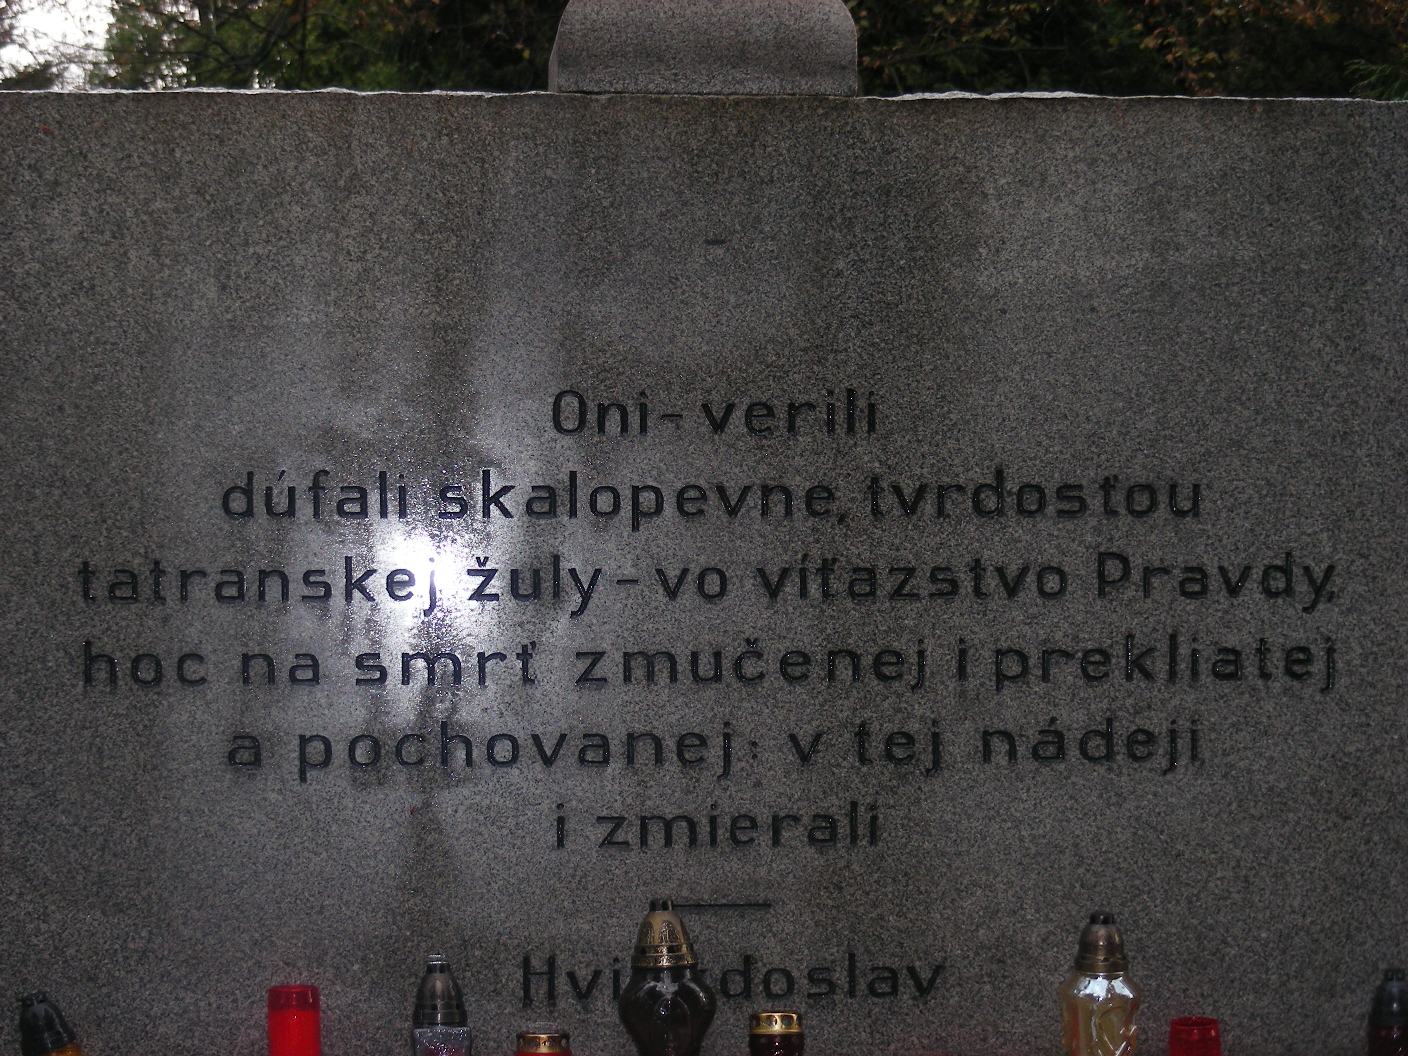 Oni-verili
dúfali skalopevne, tvrdosťou
tatranskej žuly-vo víťazstvo Pravdy,
hoc na smrť zmučenej i prekliatej
a pochovanej: v tej nádeji
i zmierali
Hviezdoslav